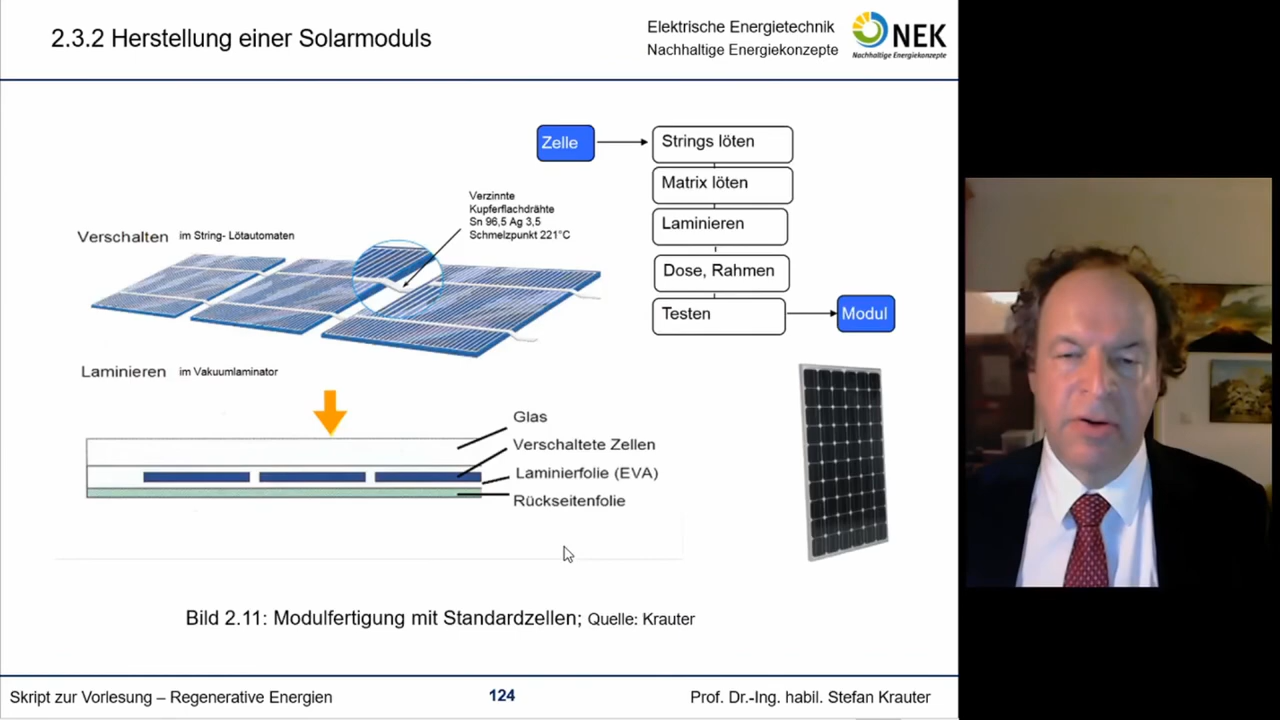 2.3.2 Herstellung einer Solarmoduls
Elektrische Energietechnik
Nachhaltige Energiekonzepte
NEK
Nachhaltige Energiekonzepte
Zelle
Strings löten
Matrix löten
Laminieren
Dose, Rahmen
Testen
Modul
Verzinnte
Kupferflachdrähte
Sn 96,5 Ag 3,5
Schmelzpunkt 221°C
Verschalten im String- Lötautomaten
Laminieren im Vakuumlaminator
Glas
Verschaltete Zellen
Laminierfolie (EVA)
Rückseitenfolie
Bild 2.11: Modulfertigung mit Standardzellen; Quelle: Krauter
Skript zur Vorlesung – Regenerative Energien
124
Prof. Dr.-Ing. habil. Stefan Krauter